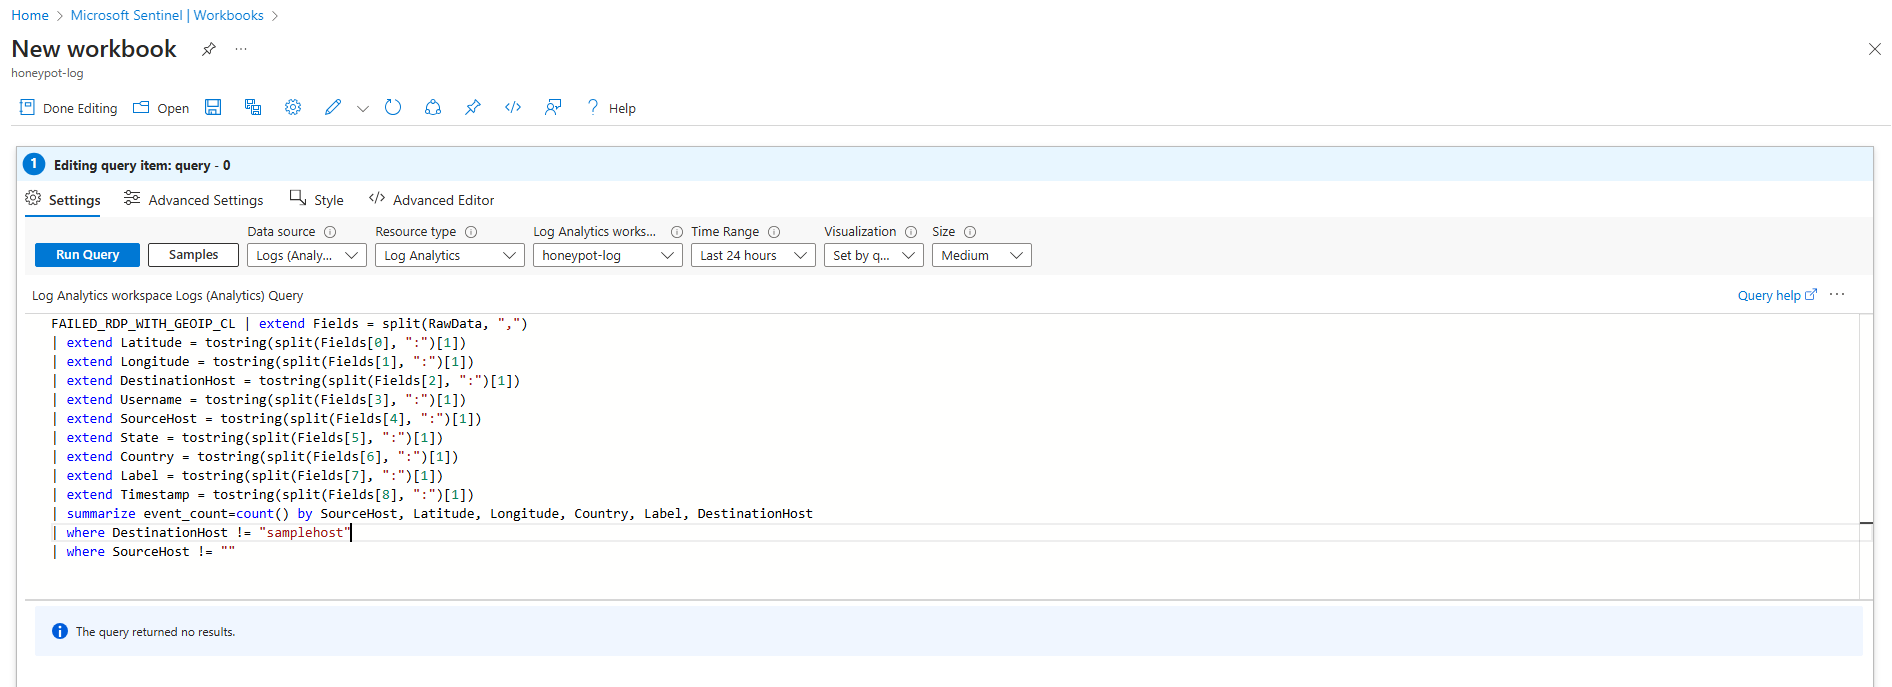 Home > Microsoft Sentinel | Workbooks >
New workbook ...
honeypot-log
Done Editing Open ? Help
1 Editing query item: query - 0
Settings Advanced Settings Style </> Advanced Editor
Data source Resource type Log Analytics works... Time Range Visualization Size
Run Query Samples Logs (Analy... Log Analytics honeypot-log Last 24 hours Set by q... Medium
Log Analytics workspace Logs (Analytics) Query Query help ...
FAILED_RDP_WITH_GEOIP_CL | extend Fields = split(RawData, ",")
| extend Latitude = tostring(split(Fields[0], ":")[1])
| extend Longitude = tostring(split(Fields[1], ":")[1])
| extend DestinationHost = tostring(split(Fields[2], ":")[1])
| extend Username = tostring(split(Fields[3], ":")[1])
| extend SourceHost = tostring(split(Fields[4], ":")[1])
| extend State = tostring(split(Fields[5], ":")[1])
| extend Country = tostring(split(Fields[6], ":")[1])
| extend Label = tostring(split(Fields[7], ":")[1])
| extend Timestamp = tostring(split(Fields[8], ":")[1])
| summarize event_count=count() by SourceHost, Latitude, Longitude, Country, Label, DestinationHost
| where DestinationHost != "samplehost"
| where SourceHost != ""
The query returned no results.